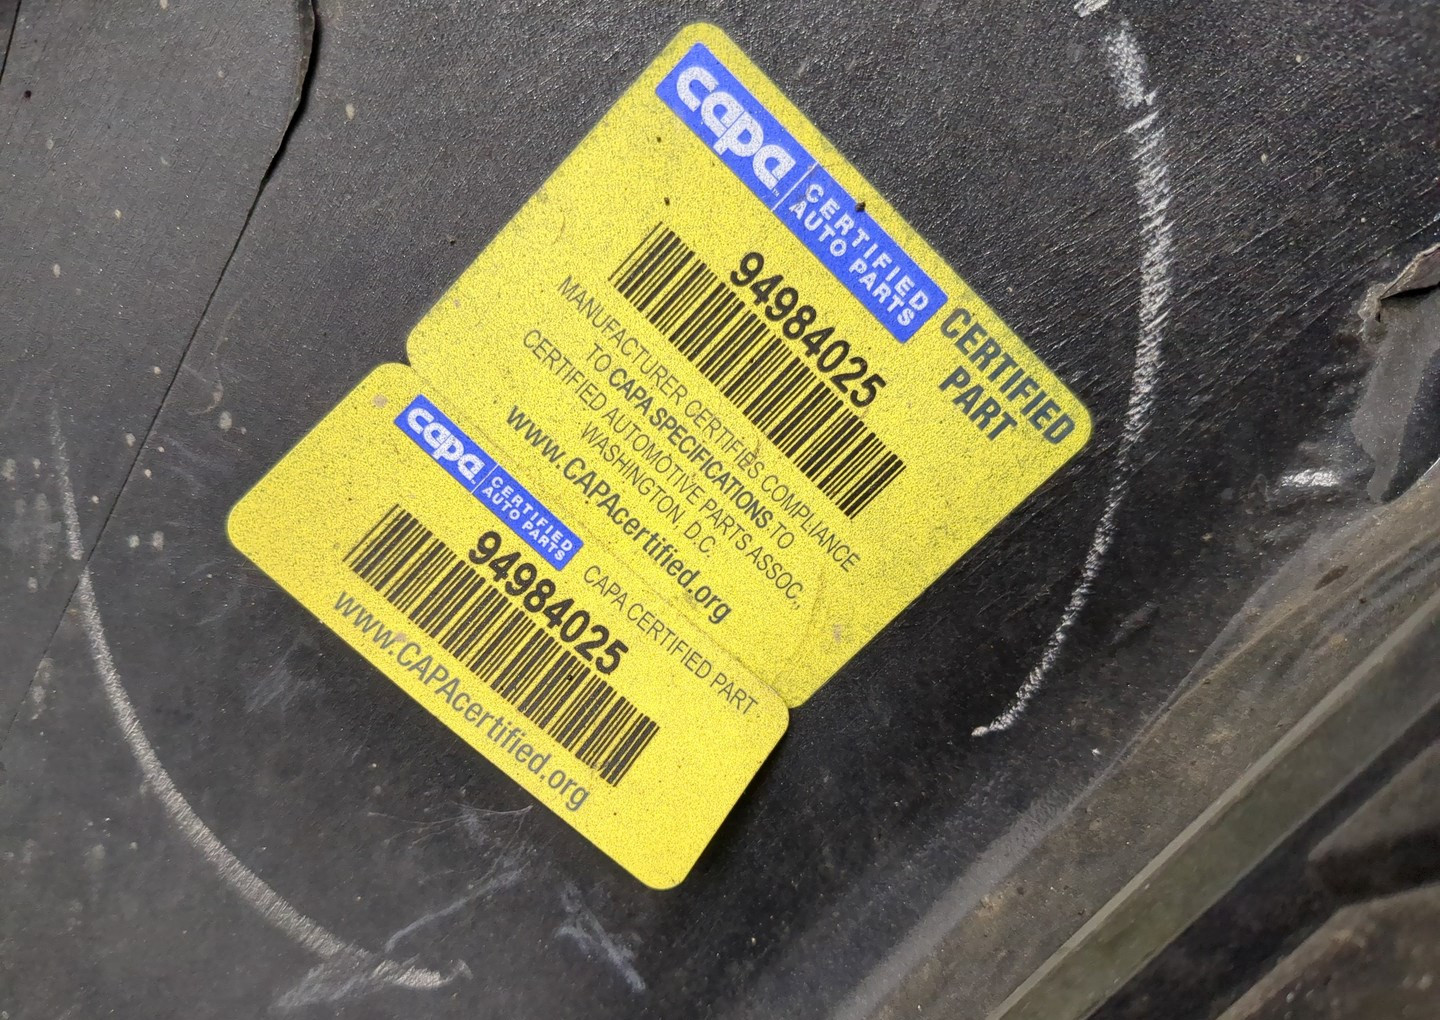 capa™ CERTIFIED
AUTO PARTS
CERTIFIED
PART
94984025
MANUFACTURER CERTIFIES COMPLIANCE
TO CAPA SPECIFICATIONS TO
CERTIFIED AUTOMOTIVE PARTS ASSOC.,
WASHINGTON, D.C.
www.CAPAcertified.org
capa CERTIFIED
AUTO PARTS
CAPA CERTIFIED PART
94984025
www.CAPAcertified.org